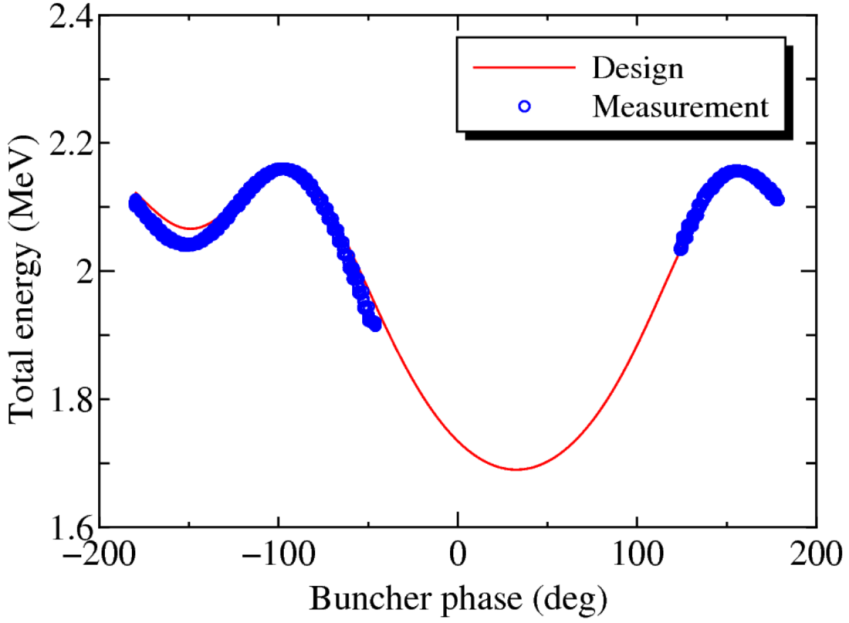 2.4
2.2
2
1.8
1.6
−200
−100
0
100
200
Total energy (MeV)
Buncher phase (deg)
Design
Measurement